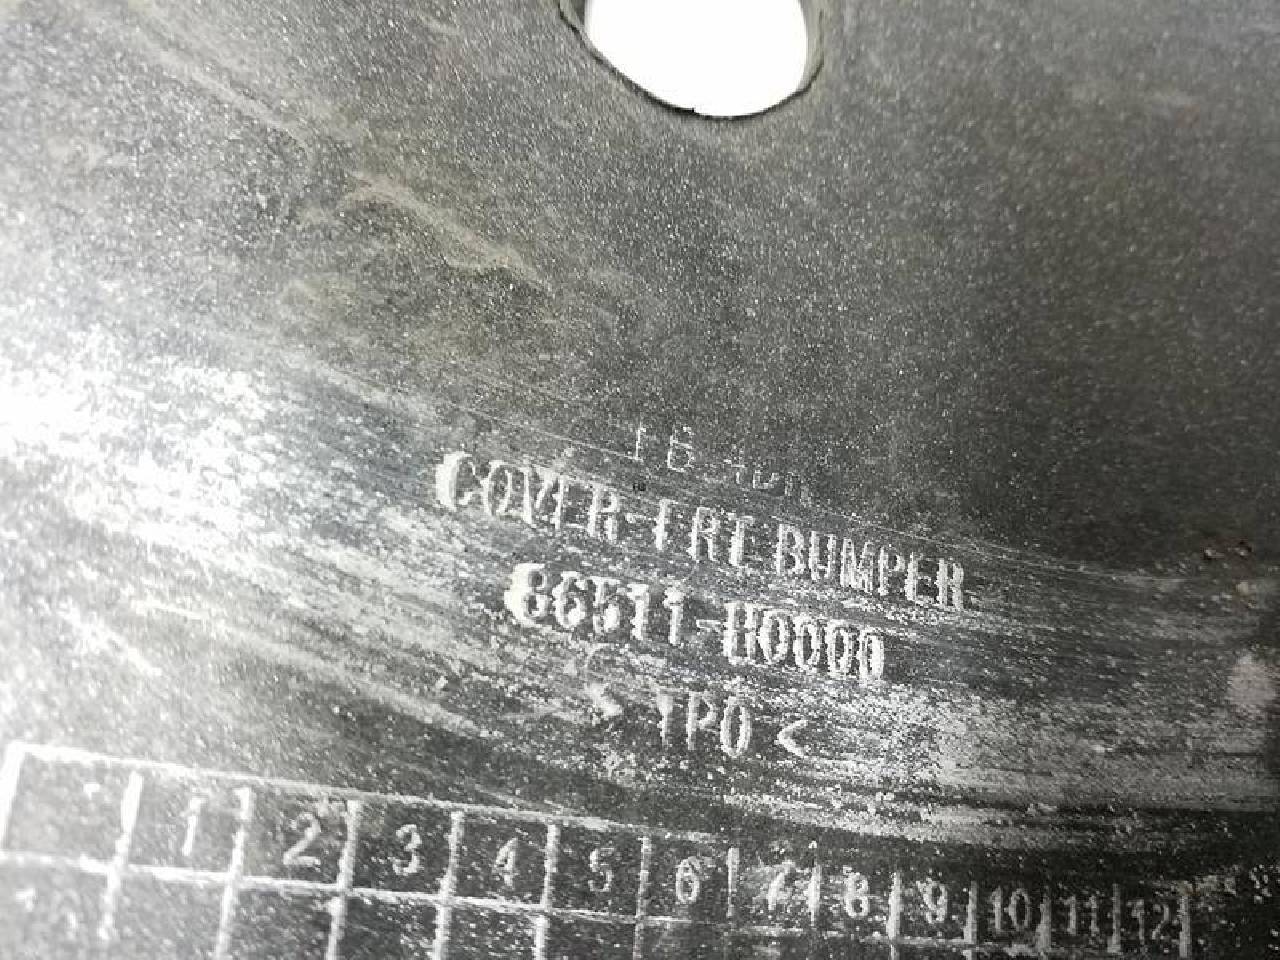 COVER-FRT BUMPER
86511-H0000
>TPO<
1 2 3 4 5 6 7 8 9 10 11 12